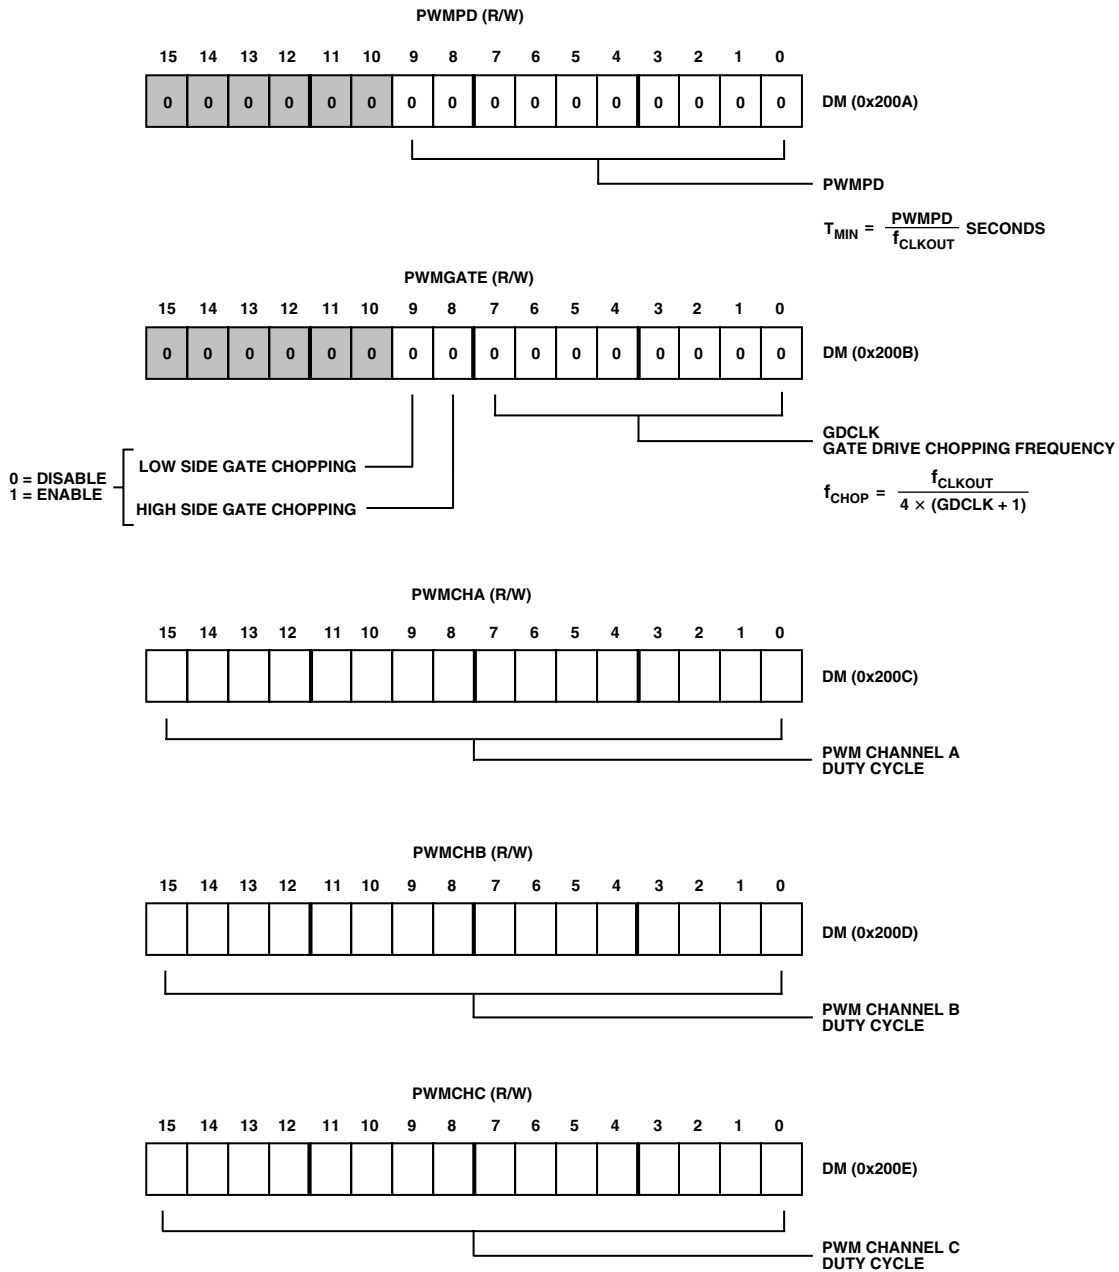 PWMPD (R/W)
15 14 13 12 11 10 9 8 7 6 5 4 3 2 1 0
0 0 0 0 0 0 0 0 0 0 0 0 0 0 0 0 DM (0x200A)
PWMPD
T_MIN = PWMPD / f_CLKOUT SECONDS
PWMGATE (R/W)
15 14 13 12 11 10 9 8 7 6 5 4 3 2 1 0
0 0 0 0 0 0 0 0 0 0 0 0 0 0 0 0 DM (0x200B)
GDCLK
GATE DRIVE CHOPPING FREQUENCY
f_CHOP = f_CLKOUT / 4 × (GDCLK + 1)
0 = DISABLE
1 = ENABLE
LOW SIDE GATE CHOPPING
HIGH SIDE GATE CHOPPING
PWMCHA (R/W)
15 14 13 12 11 10 9 8 7 6 5 4 3 2 1 0
DM (0x200C)
PWM CHANNEL A
DUTY CYCLE
PWMCHB (R/W)
15 14 13 12 11 10 9 8 7 6 5 4 3 2 1 0
DM (0x200D)
PWM CHANNEL B
DUTY CYCLE
PWMCHC (R/W)
15 14 13 12 11 10 9 8 7 6 5 4 3 2 1 0
DM (0x200E)
PWM CHANNEL C
DUTY CYCLE